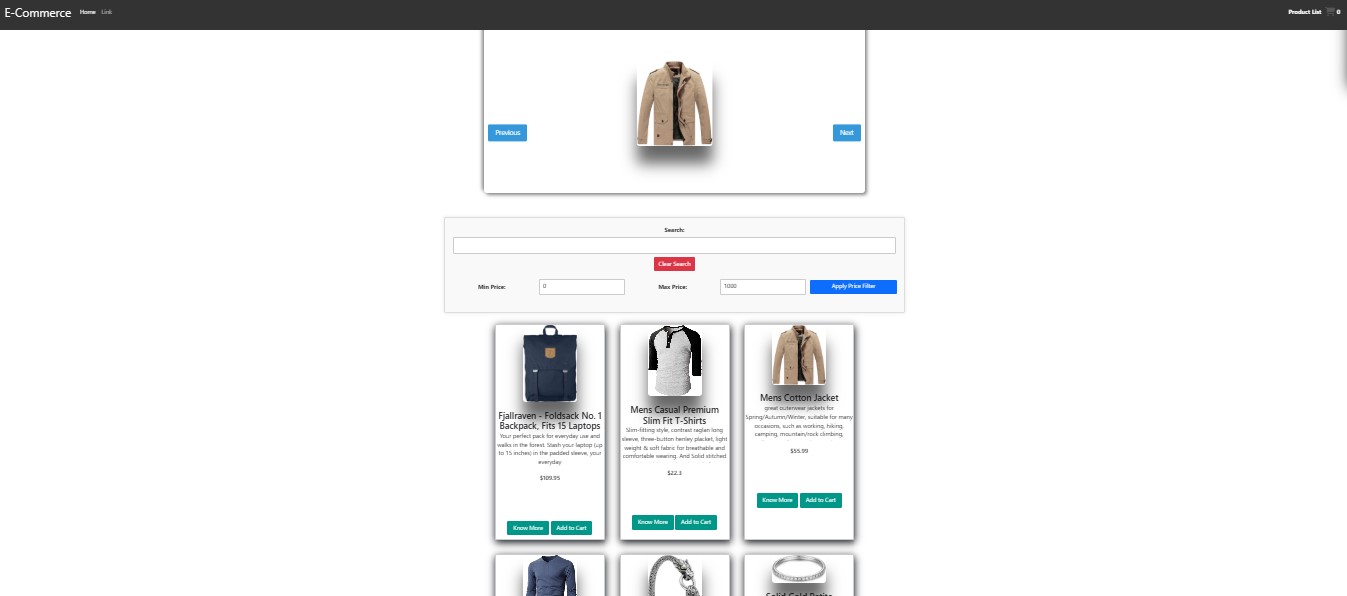 E-Commerce Home Link Product List 0
Previous Next
Search:
Clear Search
Min Price: 0 Max Price: 1000 Apply Price Filter
Fjallraven - Foldsack No. 1
Backpack, Fits 15 Laptops
Your perfect pack for everyday use and
walks in the forest. Stash your laptop (up
to 15 inches) in the padded sleeve, your
everyday
$109.95
Know More Add to Cart
Mens Casual Premium
Slim Fit T-Shirts
Slim-fitting style, contrast raglan long
sleeve, three-button henley placket, light
weight & soft fabric for breathable and
comfortable wearing. And Solid stitched
$22.3
Know More Add to Cart
Mens Cotton Jacket
great outerwear jackets for
Spring/Autumn/Winter, suitable for many
occasions, such as working, hiking,
camping, mountain/rock climbing,
$55.99
Know More Add to Cart
Solid Gold Petite